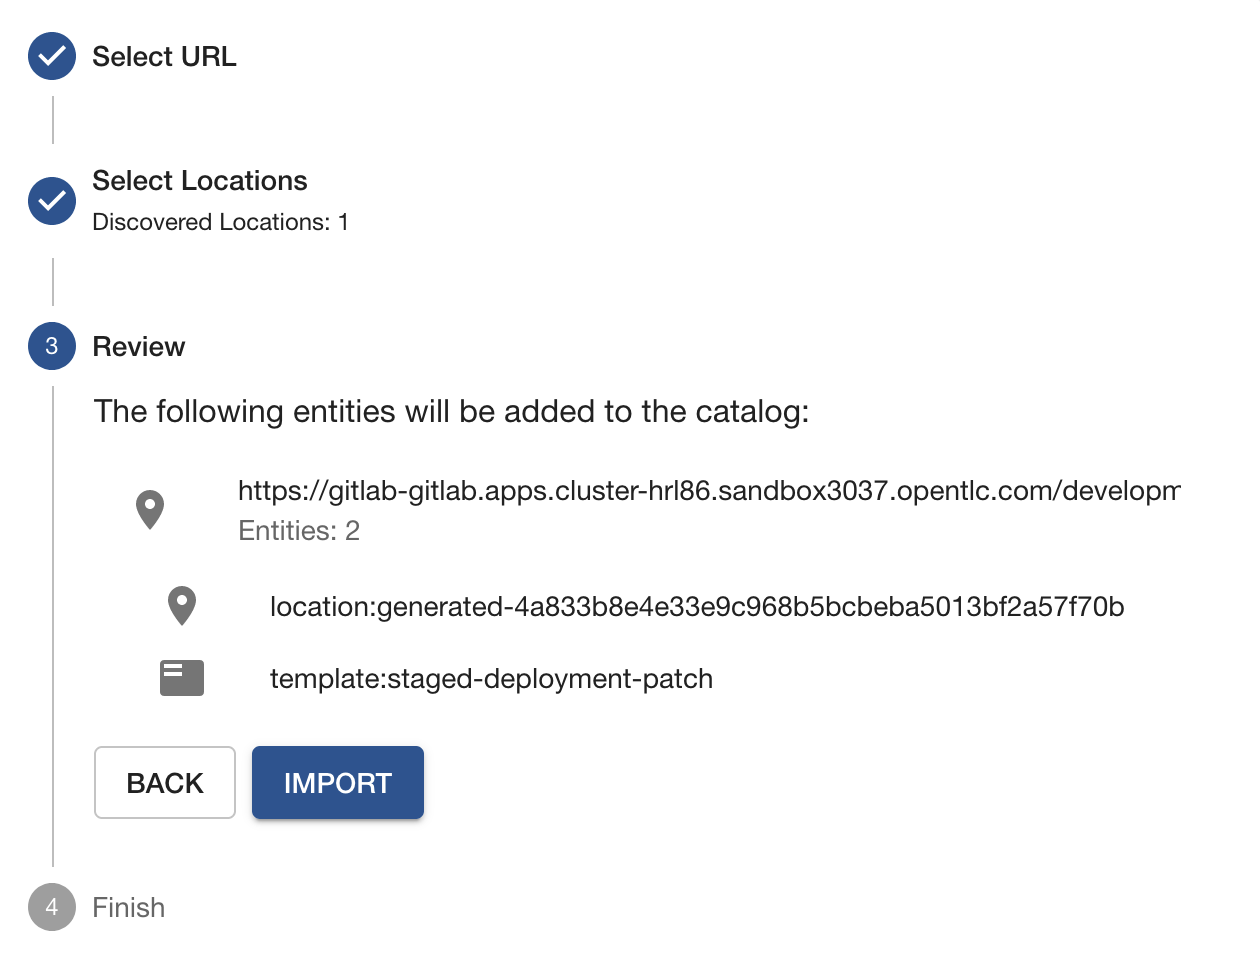 Select URL
Select Locations
Discovered Locations: 1
3
Review
The following entities will be added to the catalog:
https://gitlab-gitlab.apps.cluster-hrl86.sandbox3037.opentlc.com/developm
Entities: 2
location:generated-4a833b8e4e33e9c968b5bcbeba5013bf2a57f70b
template:staged-deployment-patch
BACK
IMPORT
4
Finish